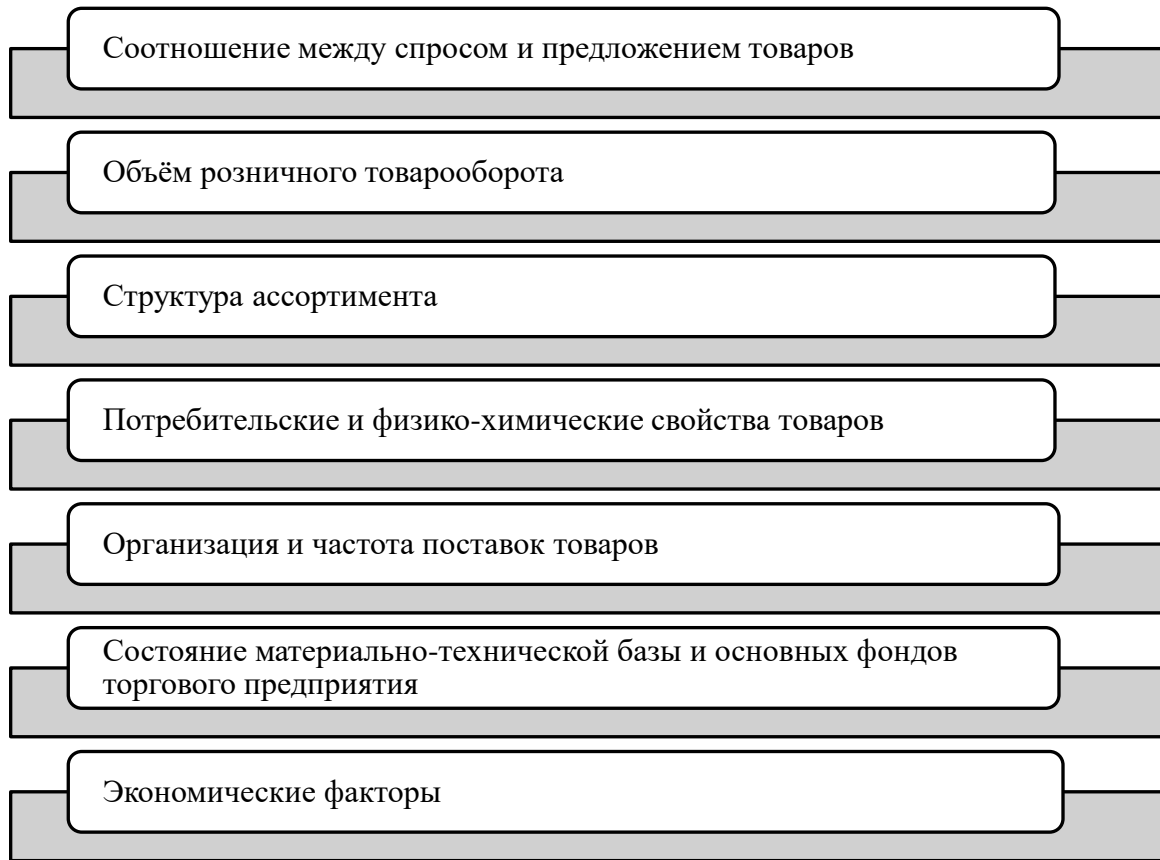 Соотношение между спросом и предложением товаров
Объём розничного товарооборота
Структура ассортимента
Потребительские и физико-химические свойства товаров
Организация и частота поставок товаров
Состояние материально-технической базы и основных фондов
торгового предприятия
Экономические факторы